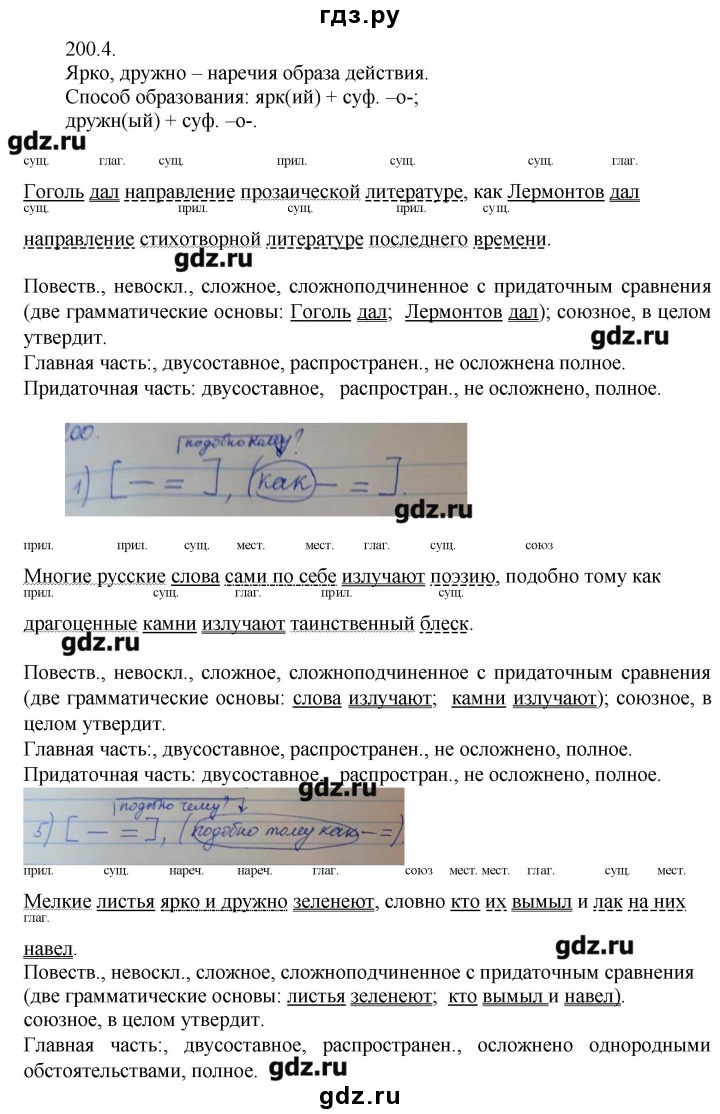 гдз.ру
200.4.
Ярко, дружно – наречия образа действия.
Способ образования: ярк(ий) + суф. –о-;
дружн(ый) + суф. –о-.
gdz.ru
сущ. глаг. сущ. прил. сущ. сущ. глаг.
Гоголь дал направление прозаической литературе, как Лермонтов дал
сущ. прил. сущ. прил. сущ.
направление стихотворной литературе последнего времени.
gdz.ru
Повеств., невоскл., сложное, сложноподчиненное с придаточным сравнения
(две грамматические основы: Гоголь дал; Лермонтов дал); союзное, в целом
утвердит.
gdz.ru
Главная часть:, двусоставное, распространен., не осложнена полное.
Придаточная часть: двусоставное, распростран., не осложнено, полное.
00.
подобно кому?
1) [ — = ], (как — = ].
gdz.ru
прил. прил. сущ. мест. мест. глаг. сущ. союз
Многие русские слова сами по себе излучают поэзию, подобно тому как
прил. сущ. глаг. прил. сущ.
драгоценные камни излучают таинственный блеск.
gdz.ru
Повеств., невоскл., сложное, сложноподчиненное с придаточным сравнения
(две грамматические основы: слова излучают; камни излучают); союзное, в
целом утвердит.
Главная часть:, двусоставное, распространен., не осложнено, полное.
Придаточная часть: двусоставное, распростран., не осложнено, полное.
gdz.ru
подобно чему?
5) [ — = ], (подобно тому как — =)
прил. сущ. нареч. нареч. глаг. союз мест. мест. глаг. сущ. мест.
Мелкие листья ярко и дружно зеленеют, словно кто их вымыл и лак на них
глаг.
навел.
gdz.ru
Повеств., невоскл., сложное, сложноподчиненное с придаточным сравнения
(две грамматические основы: листья зеленеют; кто вымыл и навел).
союзное, в целом утвердит.
Главная часть:, двусоставное, распространен., осложнено однородными
обстоятельствами, полное.
gdz.ru
gdz.ru